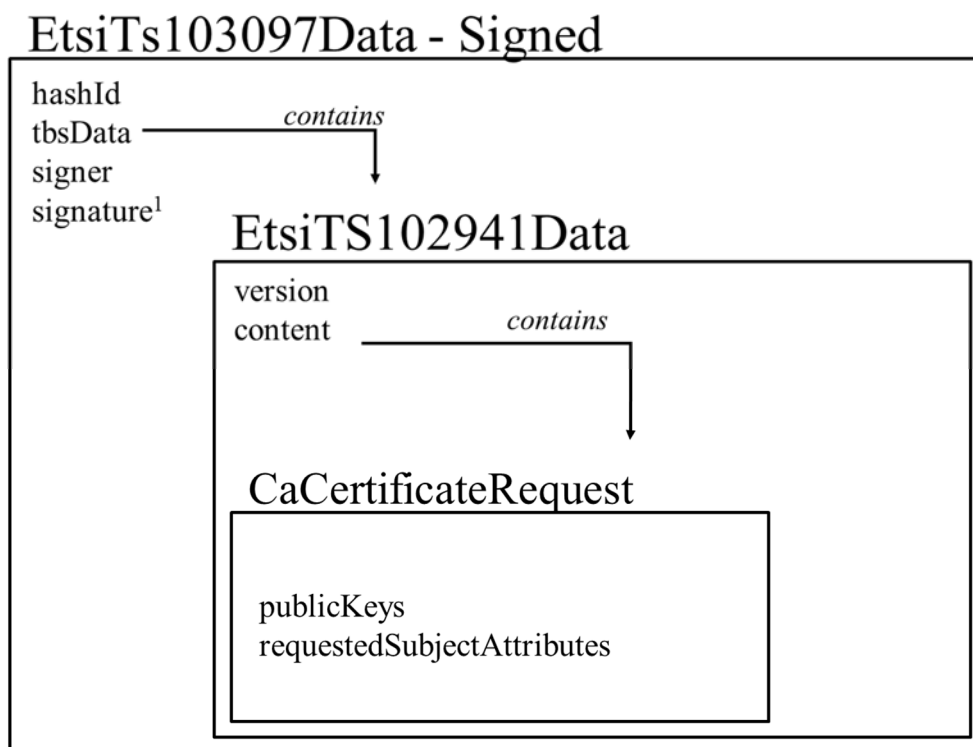 EtsiTs103097Data - Signed
hashId
tbsData
contains
signer
signature¹
EtsiTS102941Data
version
content
contains
CaCertificateRequest
publicKeys
requestedSubjectAttributes